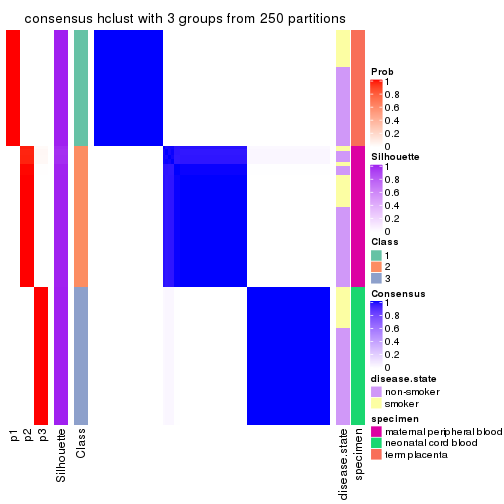 consensus hclust with 3 groups from 250 partitions
Prob
1
0.8
0.6
0.4
0.2
0
Silhouette
1
0.8
0.6
0.4
0.2
0
Class
1
2
3
Consensus
1
0.8
0.6
0.4
0.2
0
disease.state
non-smoker
smoker
specimen
maternal peripheral blood
neonatal cord blood
term placenta
p1
p2
p3
Silhouette
Class
disease.state
specimen